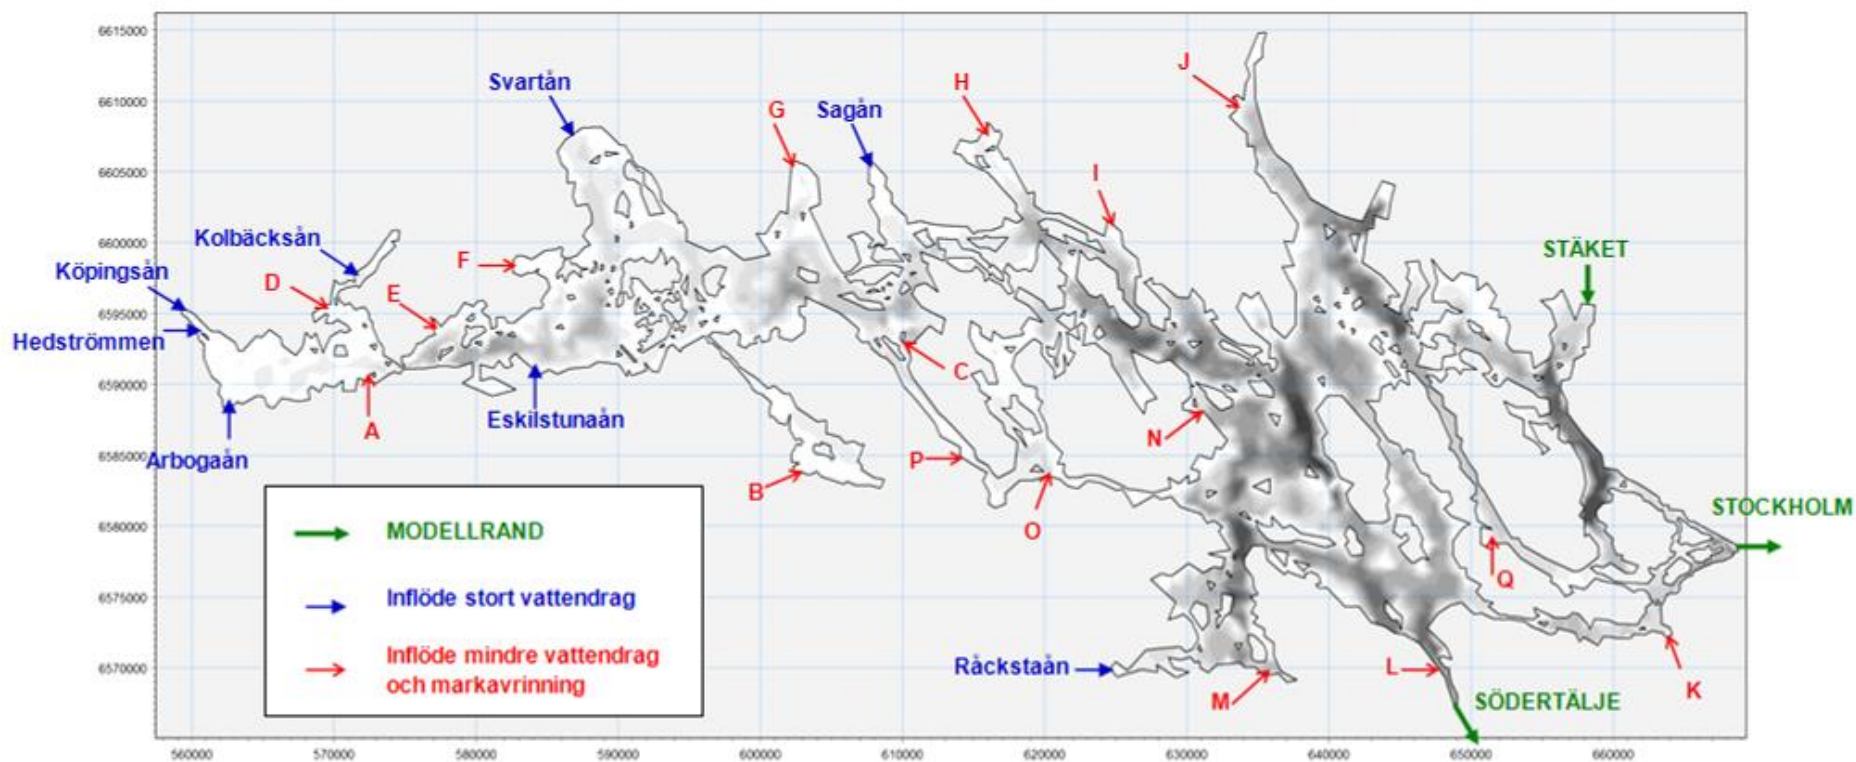 6615000
J
Svartån
H
6610000
G
Sagån
6605000
I
6600000
Kolbäcksån
STÄKET
Köpingsån
F
D
E
6595000
Hedströmmen
C
6590000
A
Eskilstunaån
N
Arbogaån
6585000
P
B
MODELLRAND
O
STOCKHOLM
6580000
Inflöde stort vattendrag
Q
6575000
Inflöde mindre vattendrag
och markavrinning
Råckstaån
6570000
M
L
K
SÖDERTÄLJE
560000 570000 580000 590000 600000 610000 620000 630000 640000 650000 660000